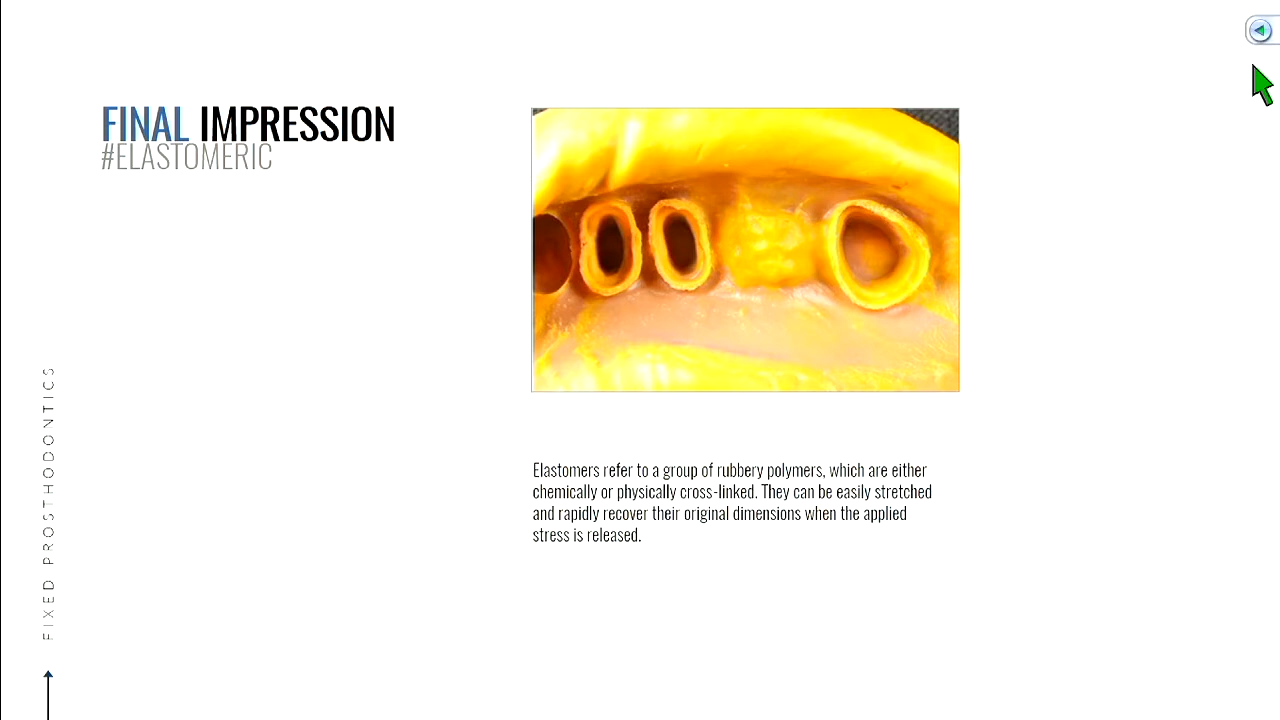 FINAL IMPRESSION
#ELASTOMERIC
Elastomers refer to a group of rubbery polymers, which are either
chemically or physically cross-linked. They can be easily stretched
and rapidly recover their original dimensions when the applied
stress is released.
FIXED PROSTHODONTICS